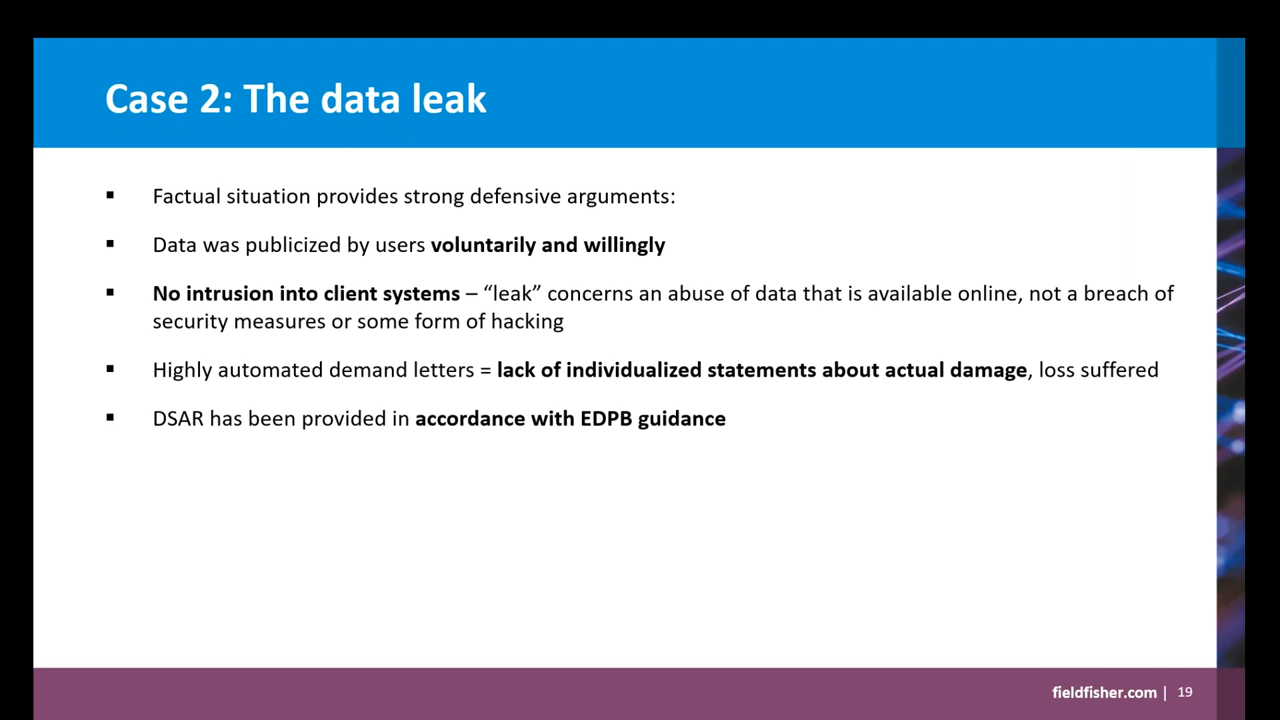 Case 2: The data leak
▪ Factual situation provides strong defensive arguments:
▪ Data was publicized by users voluntarily and willingly
▪ No intrusion into client systems – “leak” concerns an abuse of data that is available online, not a breach of
security measures or some form of hacking
▪ Highly automated demand letters = lack of individualized statements about actual damage, loss suffered
▪ DSAR has been provided in accordance with EDPB guidance
fieldfisher.com | 19